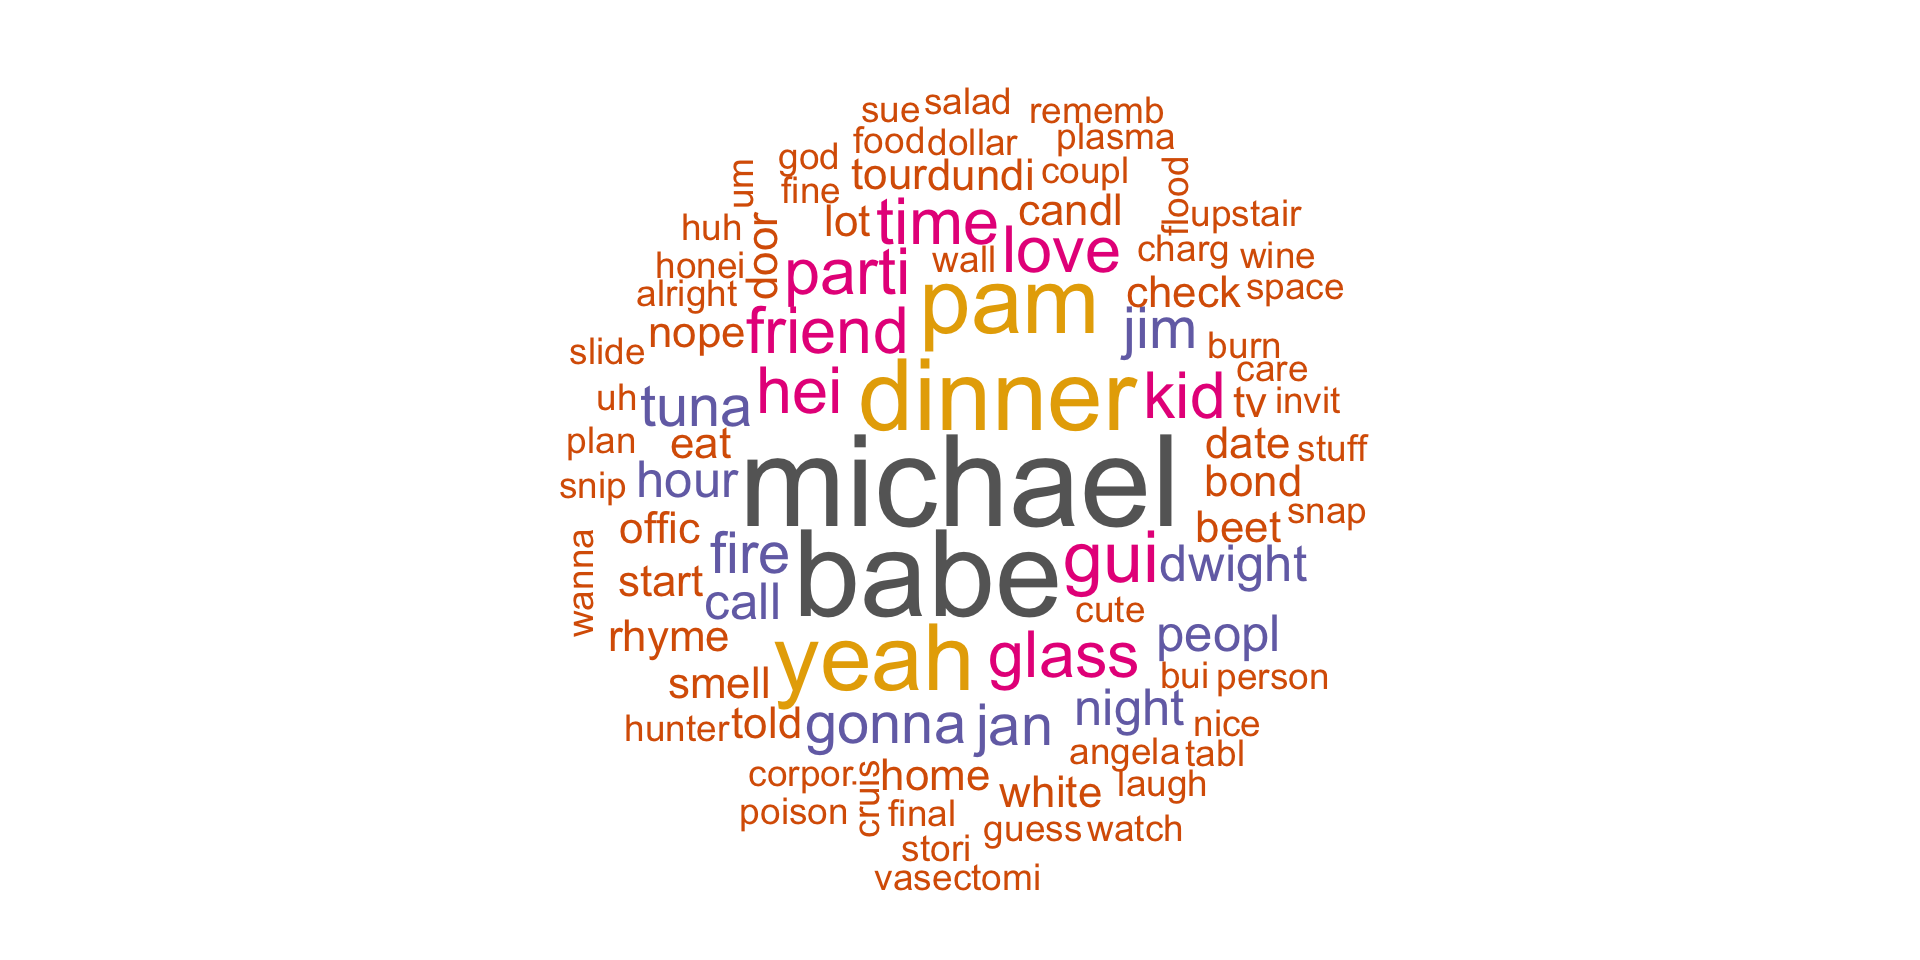 sue salad rememb
food dollar plasma
god tour dundi coupl
um fine lot time candl flood upstair
huh door wall love charg wine
honei parti
alright pam check space
nope friend jim burn
slide care
uh tuna hei dinner kid tv invit
plan eat date stuff
snip hour michael bond
snap
offic beet
wanna fire gui dwight
start babe
call cute
rhyme peopl
smell yeah glass bui person
hunter told gonna jan night nice
angela tabl
corpor. cruis home white laugh
poison final
guess watch
stori
vasectomi